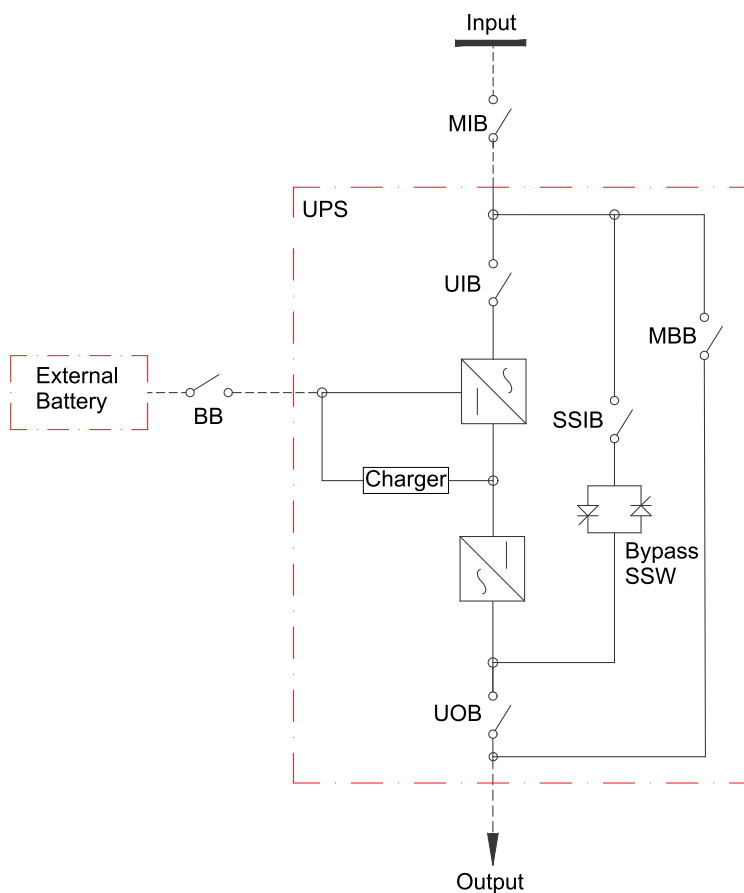 Input
MIB
UPS
UIB
MBB
External
Battery
BB
SSIB
Charger
Bypass
SSW
UOB
Output